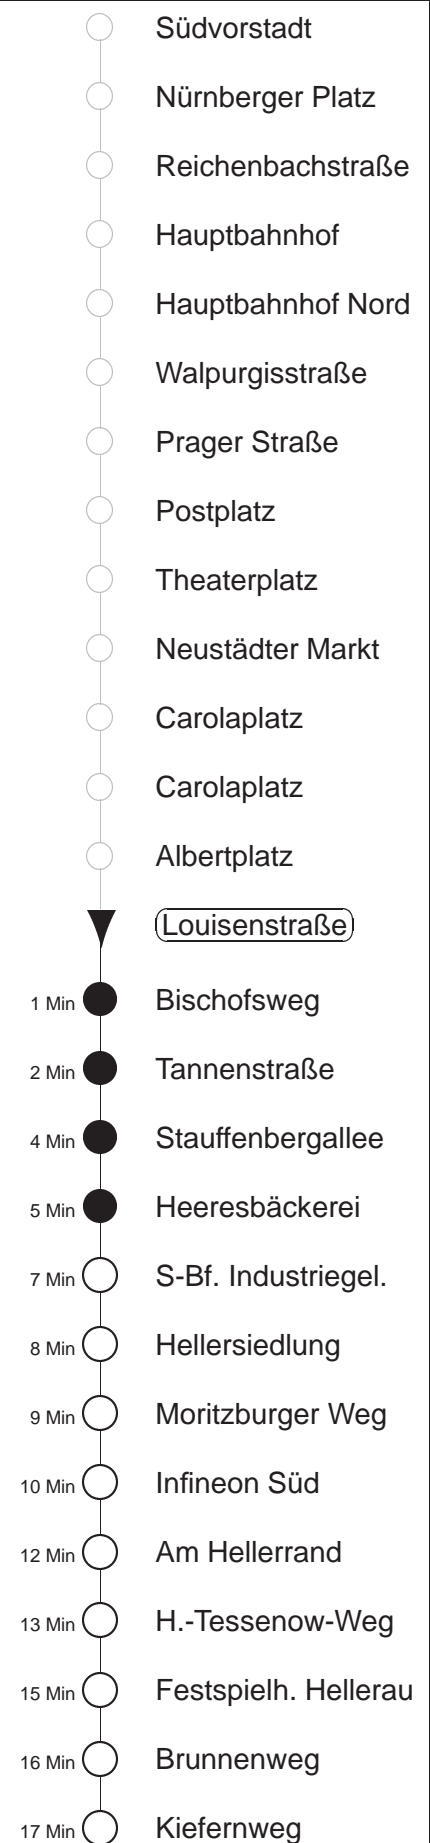 Südvorstadt
Nürnberger Platz
Reichenbachstraße
Hauptbahnhof
Hauptbahnhof Nord
Walpurgisstraße
Prager Straße
Postplatz
Theaterplatz
Neustädter Markt
Carolaplatz
Carolaplatz
Albertplatz
Louisenstraße
1 Min Bischofsweg
2 Min Tannenstraße
4 Min Stauffenbergallee
5 Min Heeresbäckerei
7 Min S-Bf. Industriegel.
8 Min Hellersiedlung
9 Min Moritzburger Weg
10 Min Infineon Süd
12 Min Am Hellerrand
13 Min H.-Tessenow-Weg
15 Min Festspielh. Hellerau
16 Min Brunnenweg
17 Min Kiefernweg